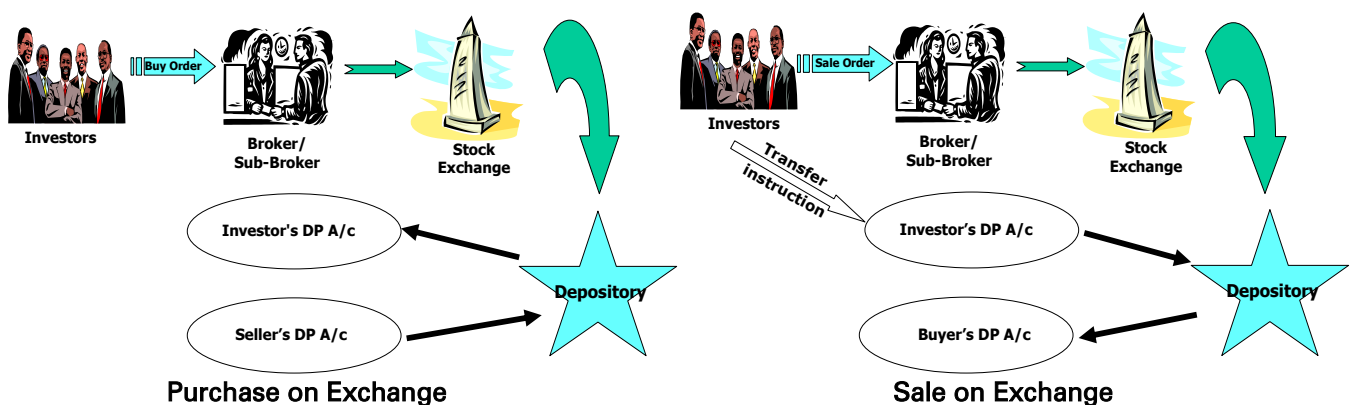 Buy Order
Investors
Broker/
Sub-Broker
Stock
Exchange
Investor's DP A/c
Depository
Seller's DP A/c
Purchase on Exchange
Sale Order
Investors
Broker/
Sub-Broker
Stock
Exchange
Transfer
instruction
Investor’s DP A/c
Depository
Buyer’s DP A/c
Sale on Exchange